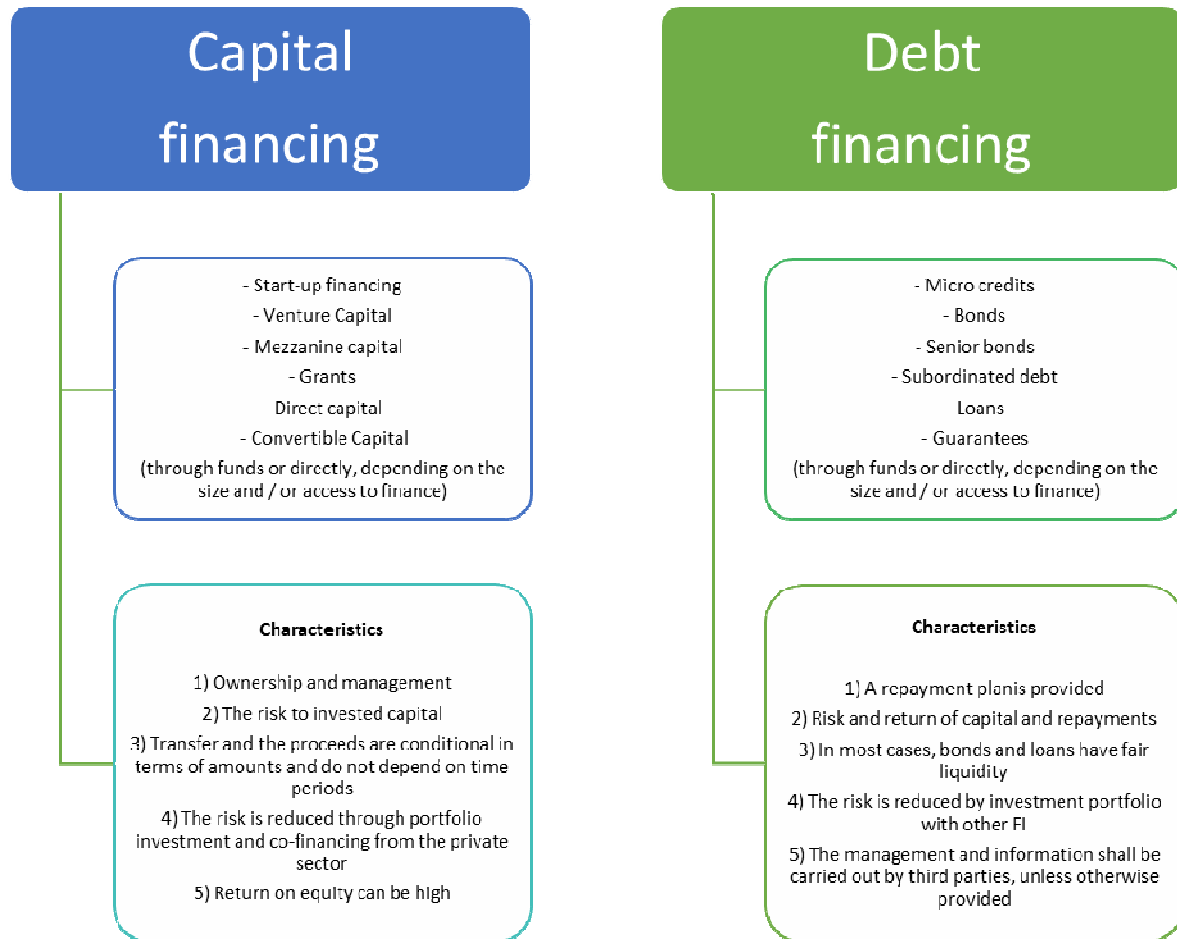 Capital
financing
- Start-up financing
- Venture Capital
- Mezzanine capital
- Grants
Direct capital
- Convertible Capital
(through funds or directly, depending on the
size and / or access to finance)
Characteristics
1) Ownership and management
2) The risk to invested capital
3) Transfer and the proceeds are conditional in
terms of amounts and do not depend on time
periods
4) The risk is reduced through portfolio
investment and co-financing from the private
sector
5) Return on equity can be high
Debt
financing
- Micro credits
- Bonds
- Senior bonds
- Subordinated debt
Loans
- Guarantees
(through funds or directly, depending on the
size and / or access to finance)
Characteristics
1) A repayment planis provided
2) Risk and return of capital and repayments
3) In most cases, bonds and loans have fair
liquidity
4) The risk is reduced by investment portfolio
with other FI
5) The management and information shall be
carried out by third parties, unless otherwise
provided